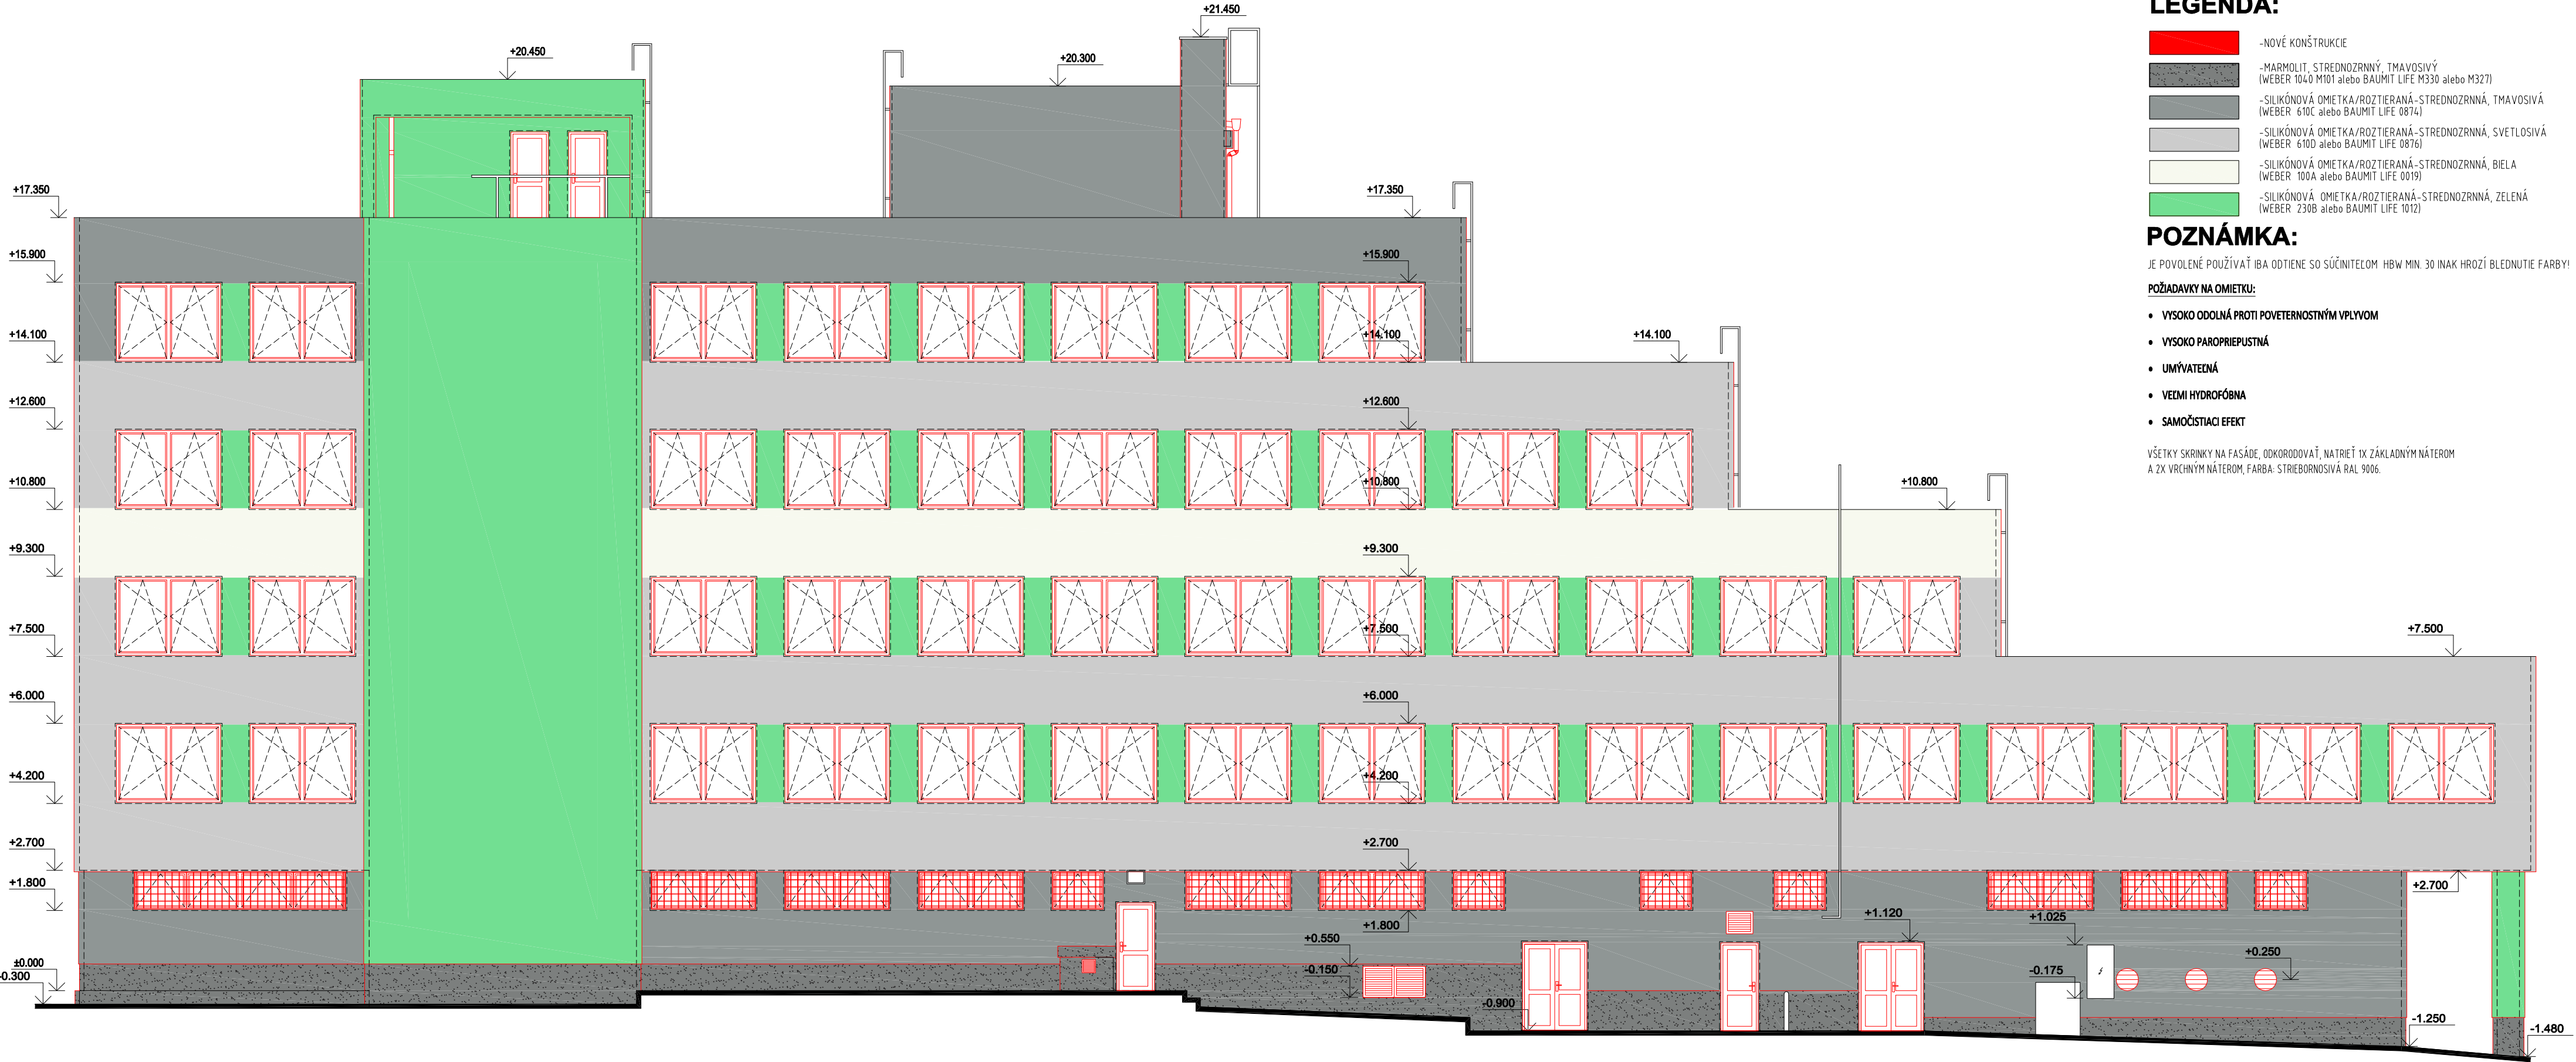 LEGENDA:
-NOVÉ KONŠTRUKCIE
-MARMOLIT, STREDNOZRNNÝ, TMAVOSIVÝ
(WEBER 1040 M101 alebo BAUMIT LIFE M330 alebo M327)
-SILIKÓNOVÁ OMIETKA/ROZTIERANÁ-STREDNOZRNNÁ, TMAVOSIVÁ
(WEBER 610C alebo BAUMIT LIFE 0874)
-SILIKÓNOVÁ OMIETKA/ROZTIERANÁ-STREDNOZRNNÁ, SVETLOSIVÁ
(WEBER 610D alebo BAUMIT LIFE 0876)
-SILIKÓNOVÁ OMIETKA/ROZTIERANÁ-STREDNOZRNNÁ, BIELA
(WEBER 100A alebo BAUMIT LIFE 0019)
-SILIKÓNOVÁ OMIETKA/ROZTIERANÁ-STREDNOZRNNÁ, ZELENÁ
(WEBER 230B alebo BAUMIT LIFE 1012)
POZNÁMKA:
JE POVOLENÉ POUŽÍVAŤ IBA ODTIENE SO SÚČINITEĽOM HBW MIN. 30 INAK HROZÍ BLEDNUTIE FARBY!
POŽIADAVKY NA OMIETKU:
• VYSOKO ODOLNÁ PROTI POVETERNOSTNÝM VPLYVOM
• VYSOKO PAROPRIEPUSTNÁ
• UMÝVATEĽNÁ
• VEĽMI HYDROFÓBNA
• SAMOČISTIACI EFEKT
VŠETKY SKRINKY NA FASÁDE, ODKORODOVAŤ, NATRIEŤ 1X ZÁKLADNÝM NÁTEROM
A 2X VRCHNÝM NÁTEROM, FARBA: STRIEBORNOSIVÁ RAL 9006.
+21.450
+20.450
+20.300
+17.350
+17.350
+15.900
+15.900
+14.100
+14.100
+14.100
+12.600
+12.600
+10.800
+10.800
+10.800
+9.300
+9.300
+7.500
+7.500
+7.500
+6.000
+6.000
+4.200
+4.200
+2.700
+2.700
+2.700
+1.800
+1.800
+1.120
+1.025
+0.550
+0.250
±0.000
-0.150
-0.175
-0.300
-0.900
-1.250
-1.480